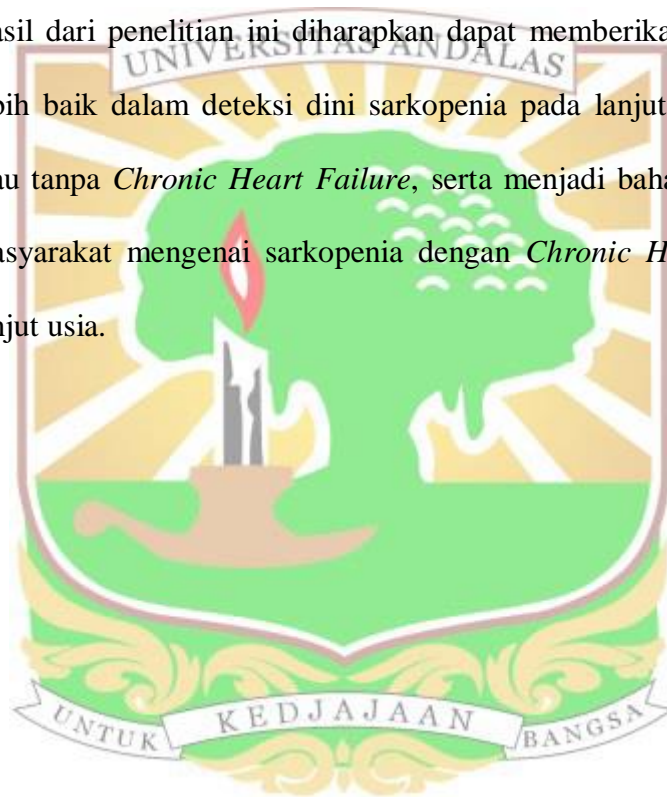 asil dari penelitian ini diharapkan dapat memberika
UNIVERSITAS ANDALAS
bih baik dalam deteksi dini sarkopenia pada lanjut
au tanpa Chronic Heart Failure, serta menjadi baha
asyarakat mengenai sarkopenia dengan Chronic H
njut usia.
UNTUK KEDJAJAAN BANGSA